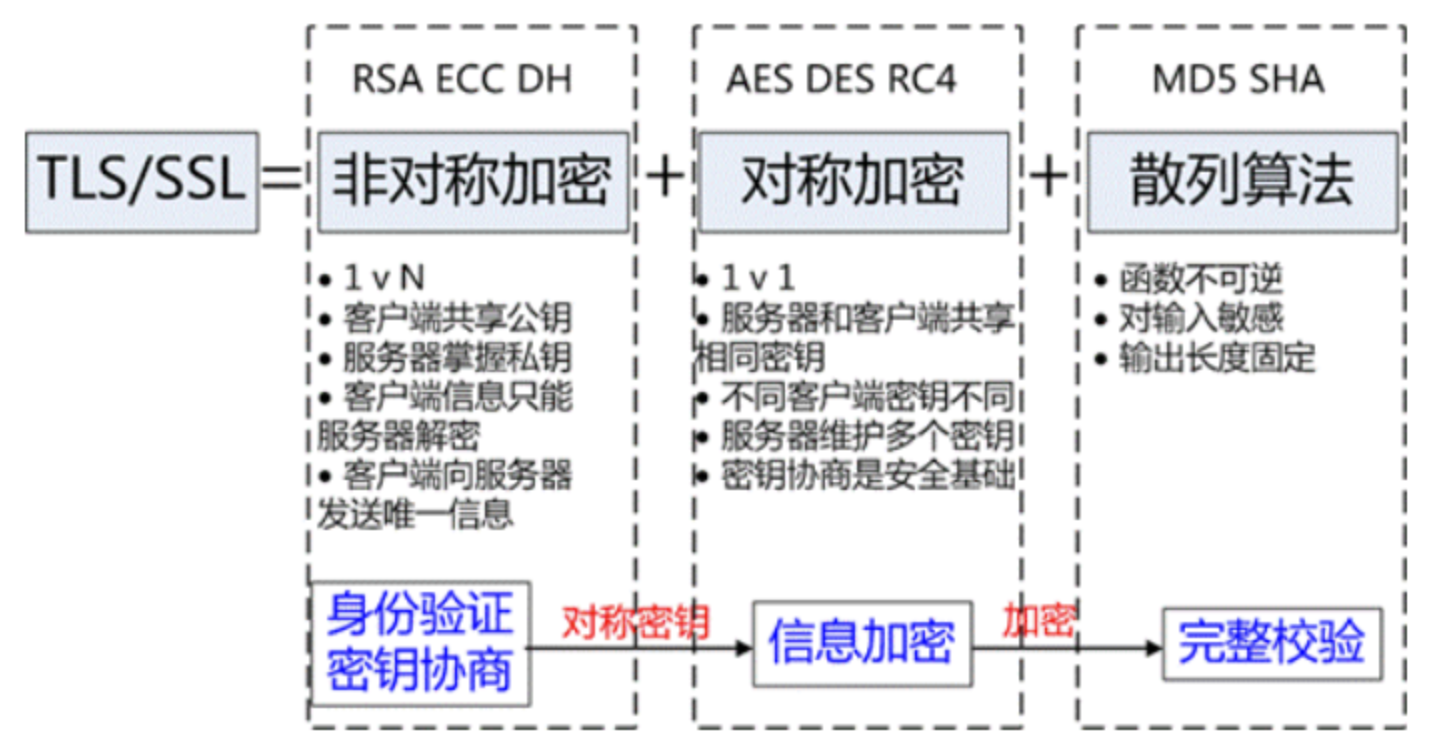 RSA ECC DH
AES DES RC4
MD5 SHA
TLS/SSL = 非对称加密 + 对称加密 + 散列算法
• 1 v N
• 客户端共享公钥
• 服务器掌握私钥
• 客户端信息只能
服务器解密
• 客户端向服务器
发送唯一信息
• 1 v 1
• 服务器和客户端共享
相同密钥
• 不同客户端密钥不同
• 服务器维护多个密钥
• 密钥协商是安全基础
• 函数不可逆
• 对输入敏感
• 输出长度固定
身份验证
密钥协商
对称密钥
信息加密
加密
完整校验